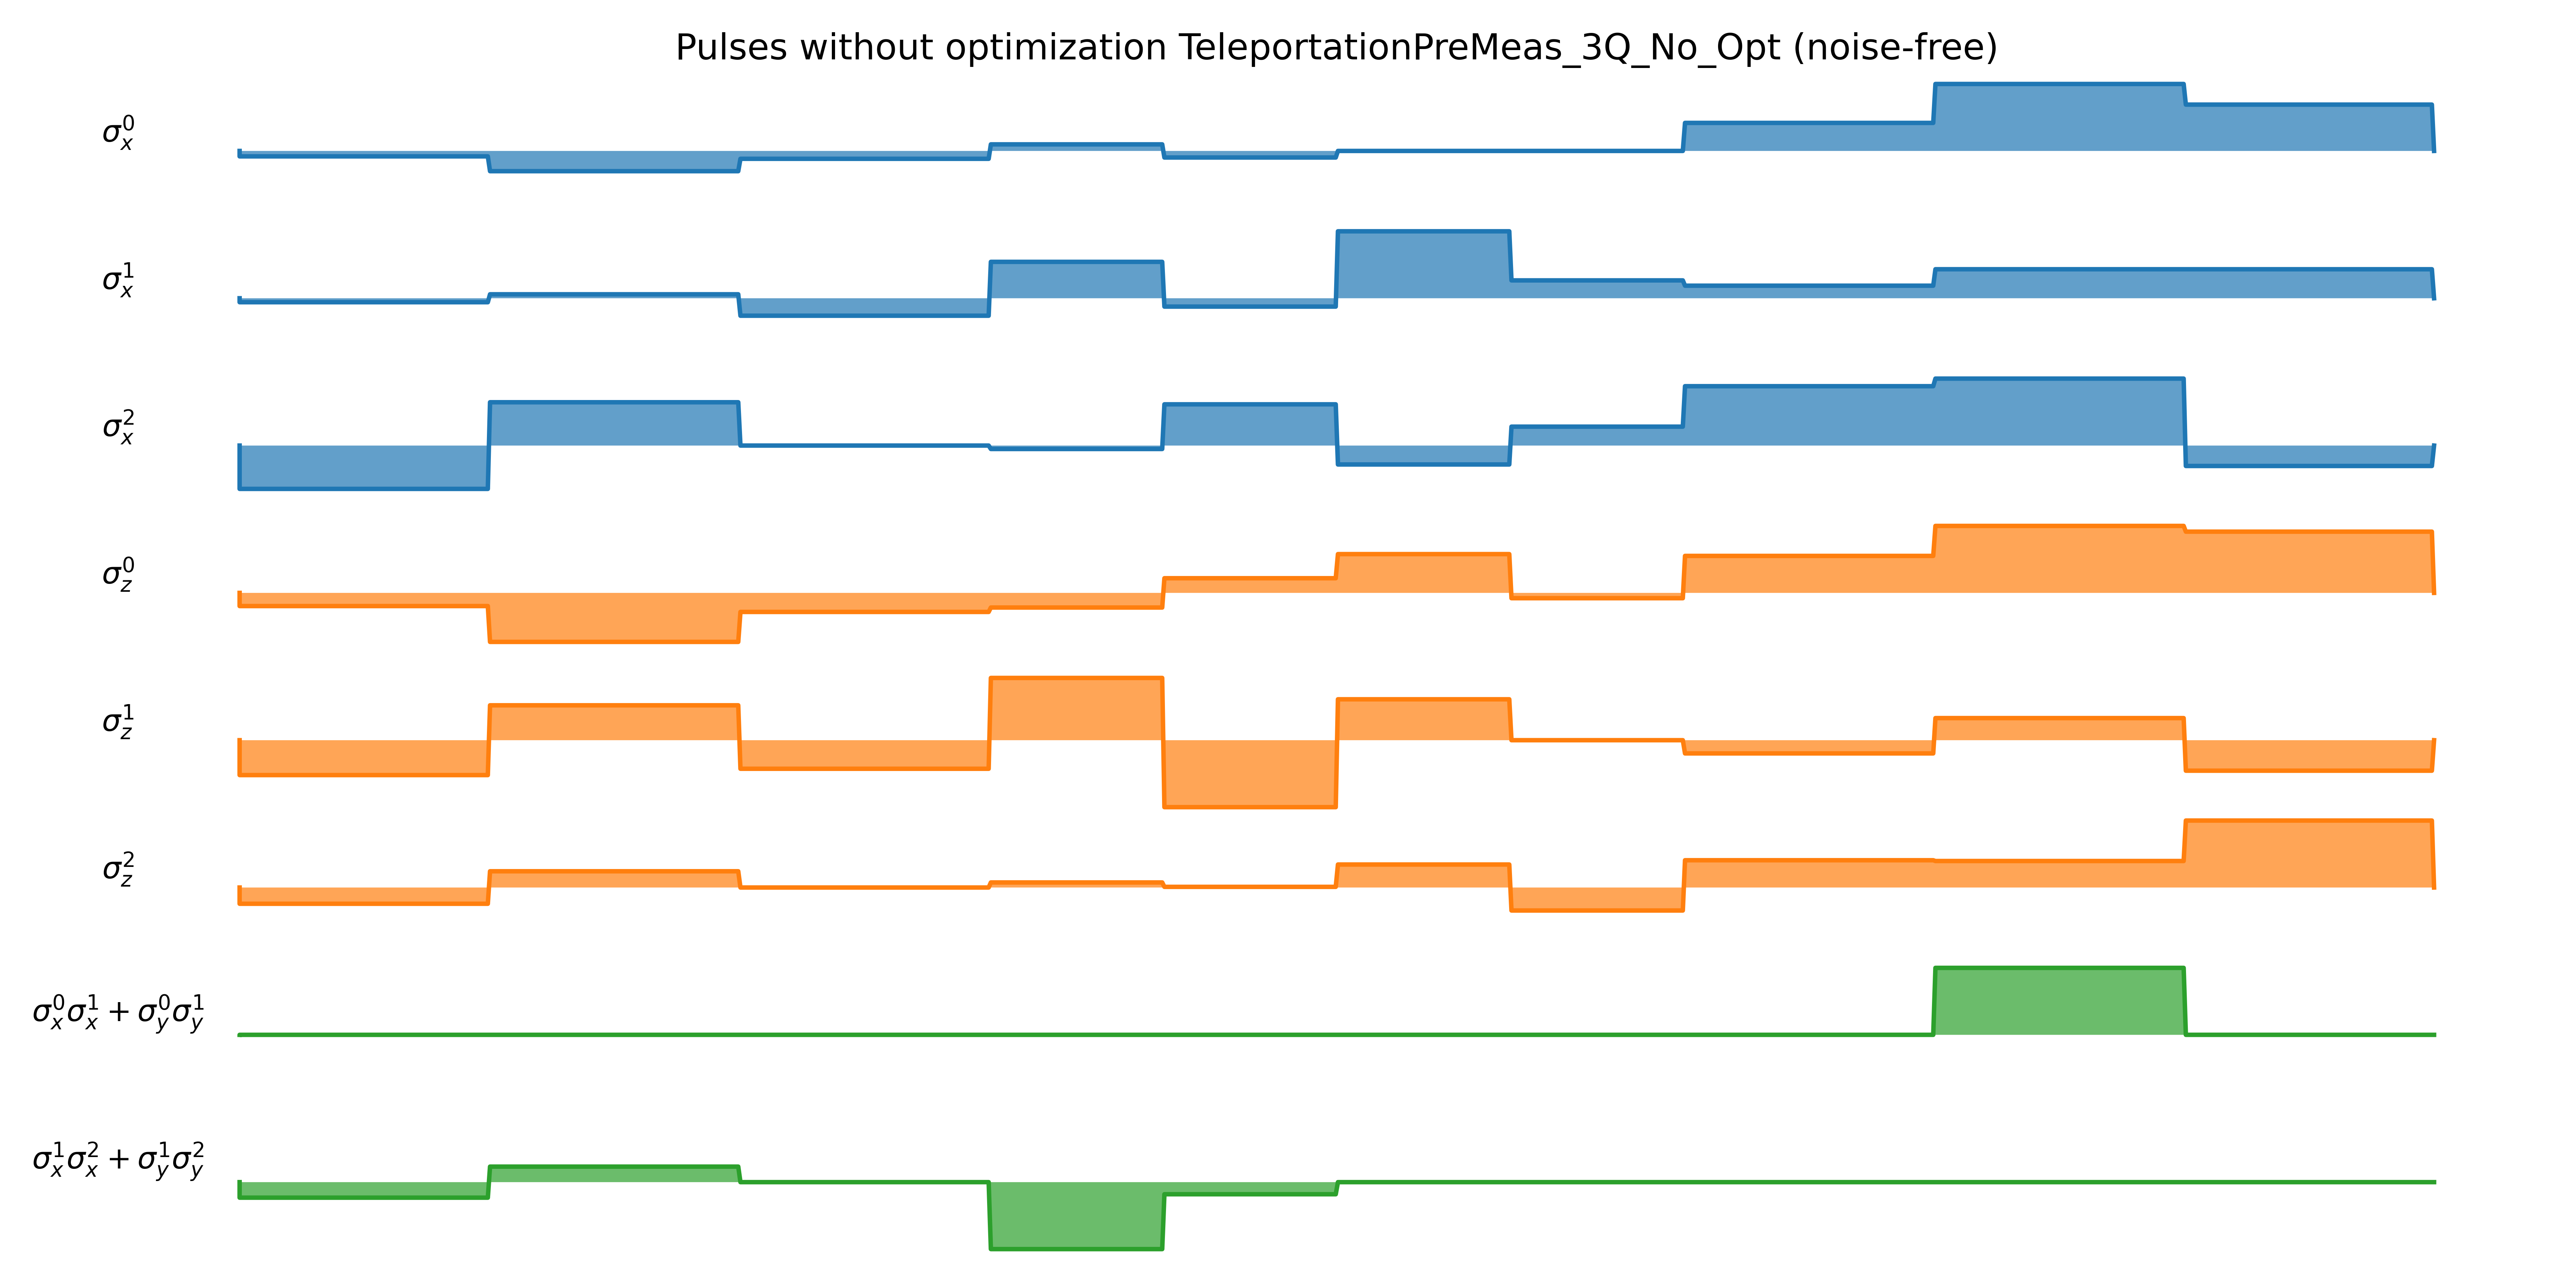 Pulses without optimization TeleportationPreMeas_3Q_No_Opt (noise-free)
σ_x^0
σ_x^1
σ_x^2
σ_z^0
σ_z^1
σ_z^2
σ_x^0σ_x^1 + σ_y^0σ_y^1
σ_x^1σ_x^2 + σ_y^1σ_y^2